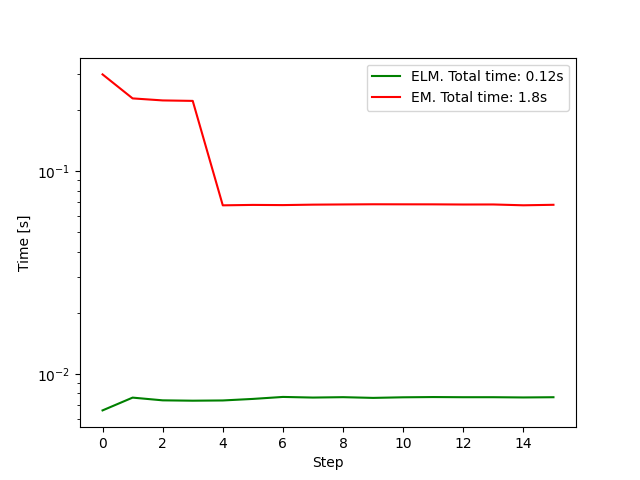 ELM. Total time: 0.12s
EM. Total time: 1.8s
10⁻¹
10⁻²
Time [s]
0 2 4 6 8 10 12 14
Step